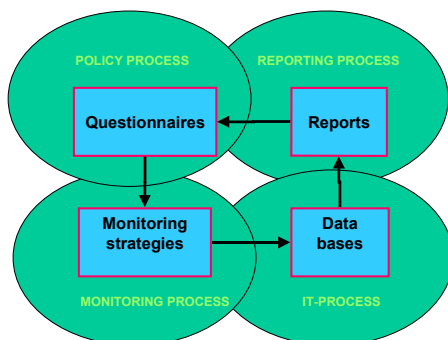 POLICY PROCESS
REPORTING PROCESS
Questionnaires
Reports
Monitoring
strategies
Data
bases
MONITORING PROCESS
IT-PROCESS